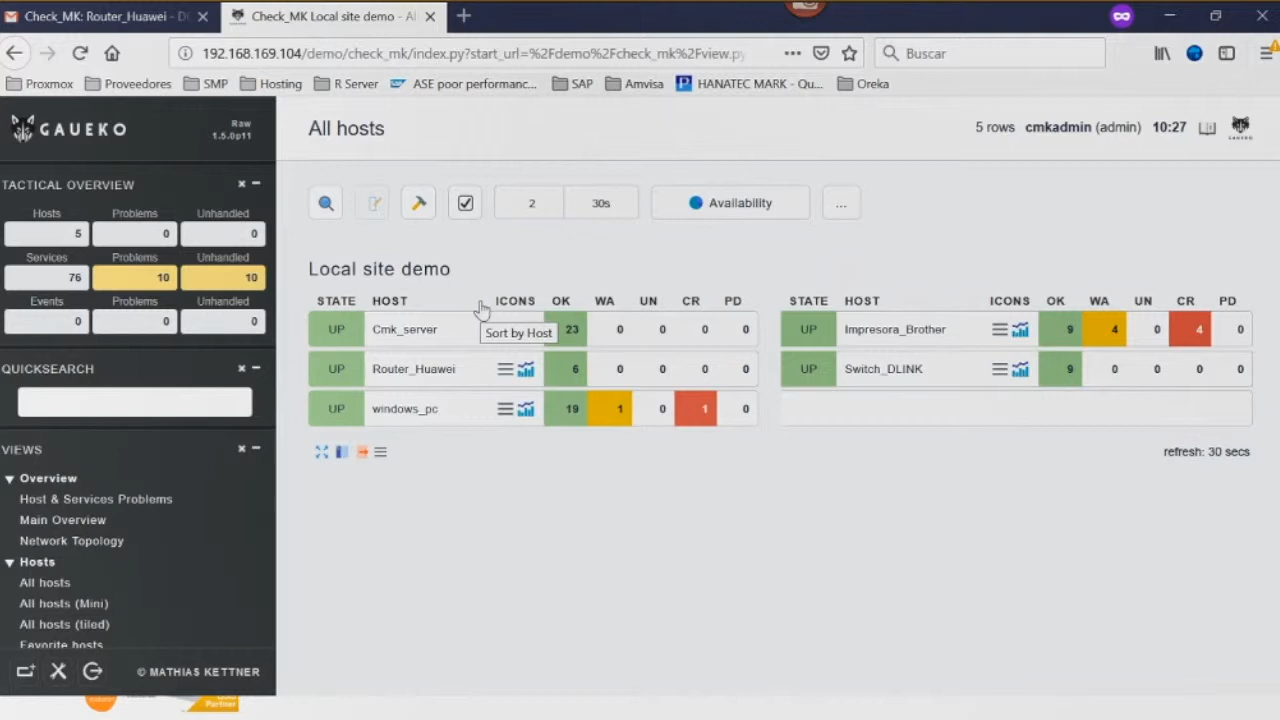 Check_MK: Router_Huawei - DC
Check_MK Local site demo - Al
192.168.169.104/demo/check_mk/index.py?start_url=%2Fdemo%2Fcheck_mk%2Fview.py
Buscar
Proxmox
Proveedores
SMP
Hosting
R Server
ASE poor performanc...
SAP
Amvisa
HANATEC MARK - Qu...
Oreka
GAUEKO
Raw
1.5.0p11
All hosts
5 rows cmkadmin (admin) 10:27
TACTICAL OVERVIEW
Hosts Problems Unhandled
5 0 0
Services Problems Unhandled
76 10 10
Events Problems Unhandled
0 0 0
QUICKSEARCH
VIEWS
Overview
Host & Services Problems
Main Overview
Network Topology
Hosts
All hosts
All hosts (Mini)
All hosts (tiled)
Favorite hosts
© MATHIAS KETTNER
2 30s Availability ...
Local site demo
STATE HOST ICONS OK WA UN CR PD STATE HOST ICONS OK WA UN CR PD
UP Cmk_server 23 0 0 0 0 UP Impresora_Brother 9 4 0 4 0
Sort by Host
UP Router_Huawei 6 0 0 0 0 UP Switch_DLINK 9 0 0 0 0
UP windows_pc 19 1 0 1 0
refresh: 30 secs
Partner